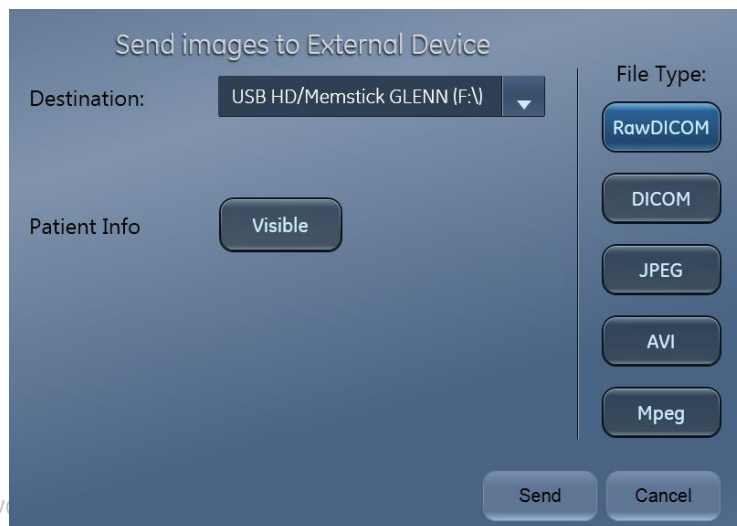 Send images to External Device
Destination:
USB HD/Memstick GLENN (F:\)
Patient Info
Visible
File Type:
RawDICOM
DICOM
JPEG
AVI
Mpeg
Send
Cancel